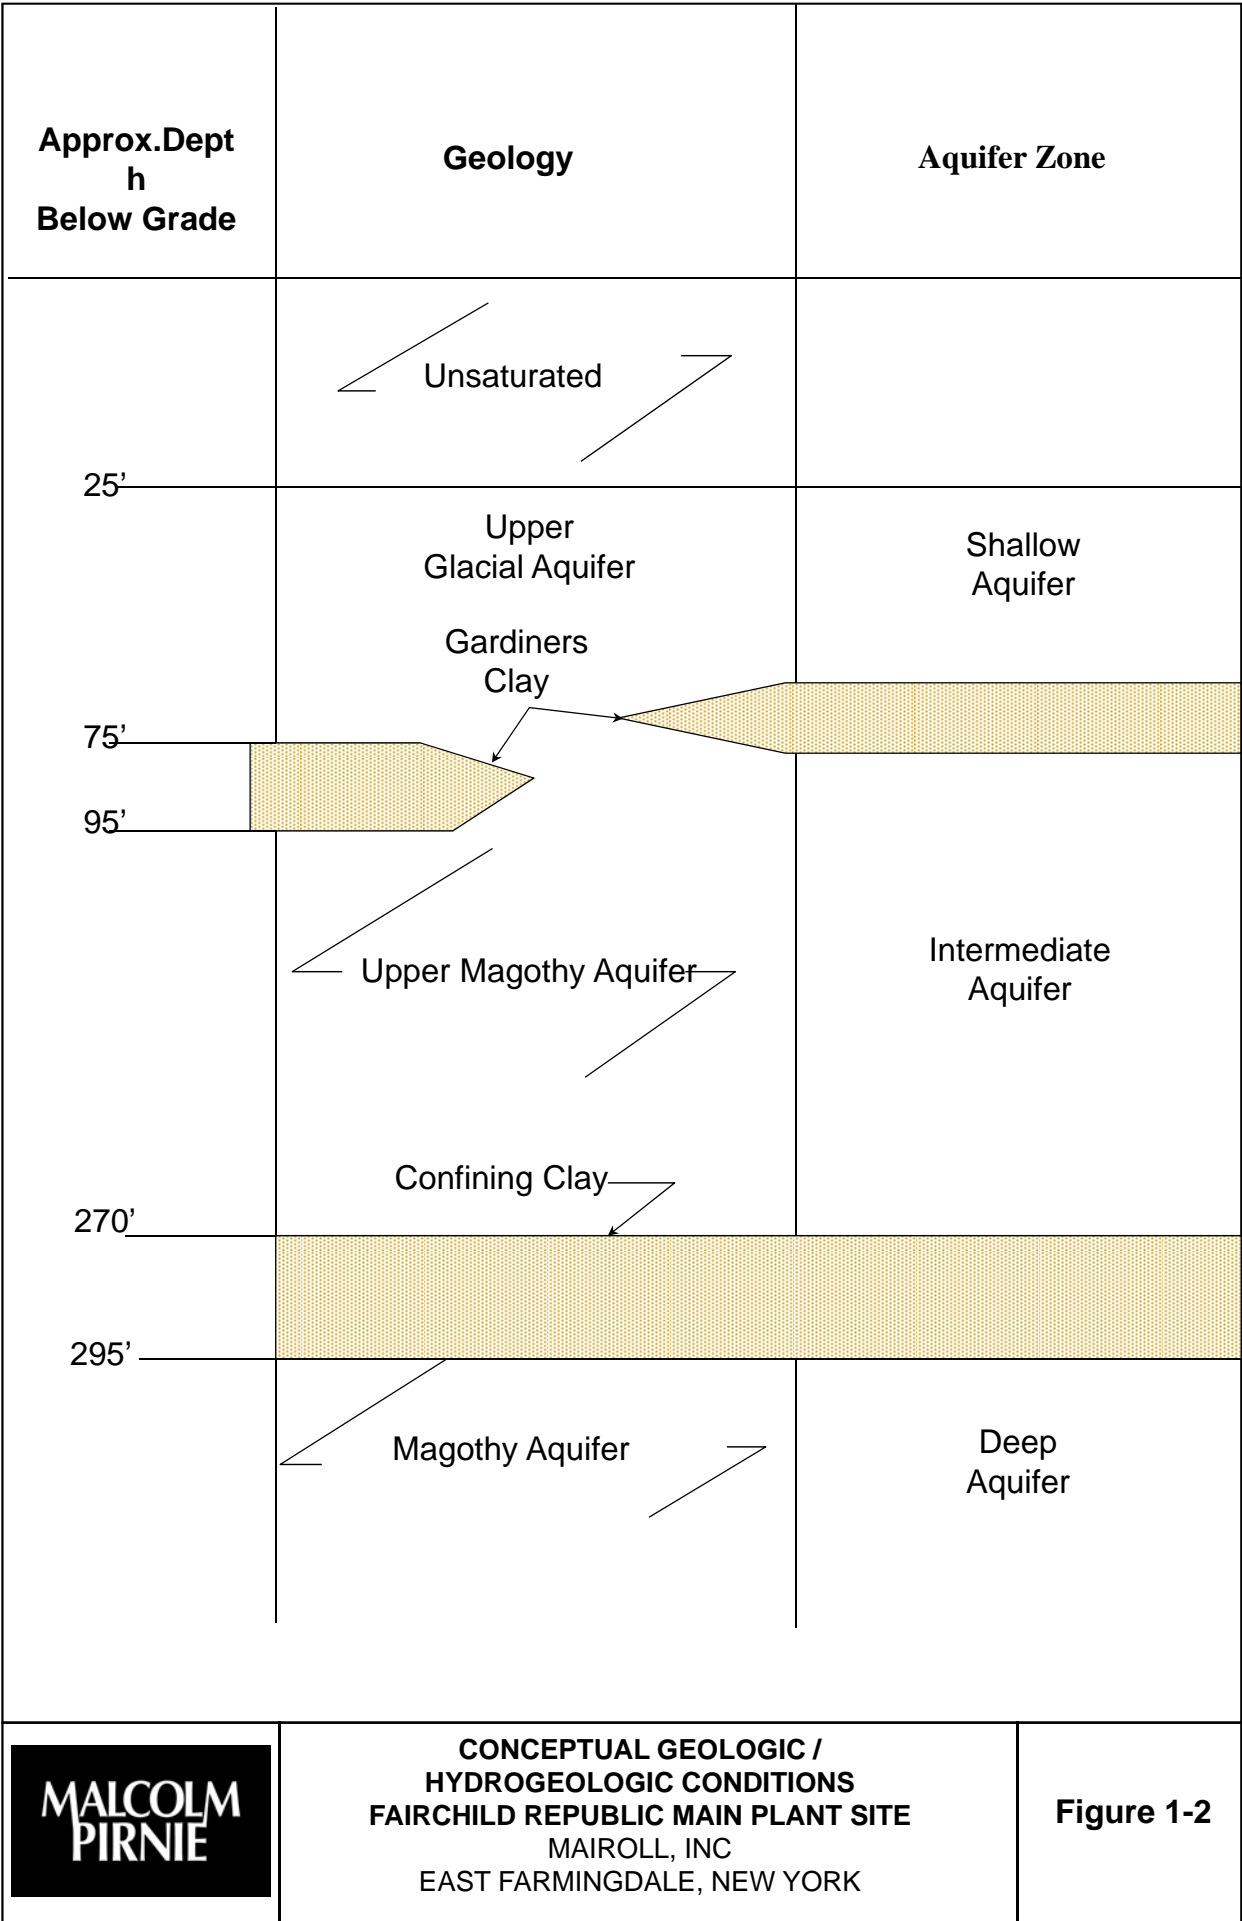 Approx.Dept
h
Below Grade
Geology
Aquifer Zone
Unsaturated
25’
Upper
Glacial Aquifer
Shallow
Aquifer
Gardiners
Clay
75’
95’
Upper Magothy Aquifer
Intermediate
Aquifer
Confining Clay
270’
295’
Magothy Aquifer
Deep
Aquifer
MALCOLM
PIRNIE
CONCEPTUAL GEOLOGIC /
HYDROGEOLOGIC CONDITIONS
FAIRCHILD REPUBLIC MAIN PLANT SITE
MAIROLL, INC
EAST FARMINGDALE, NEW YORK
Figure 1-2